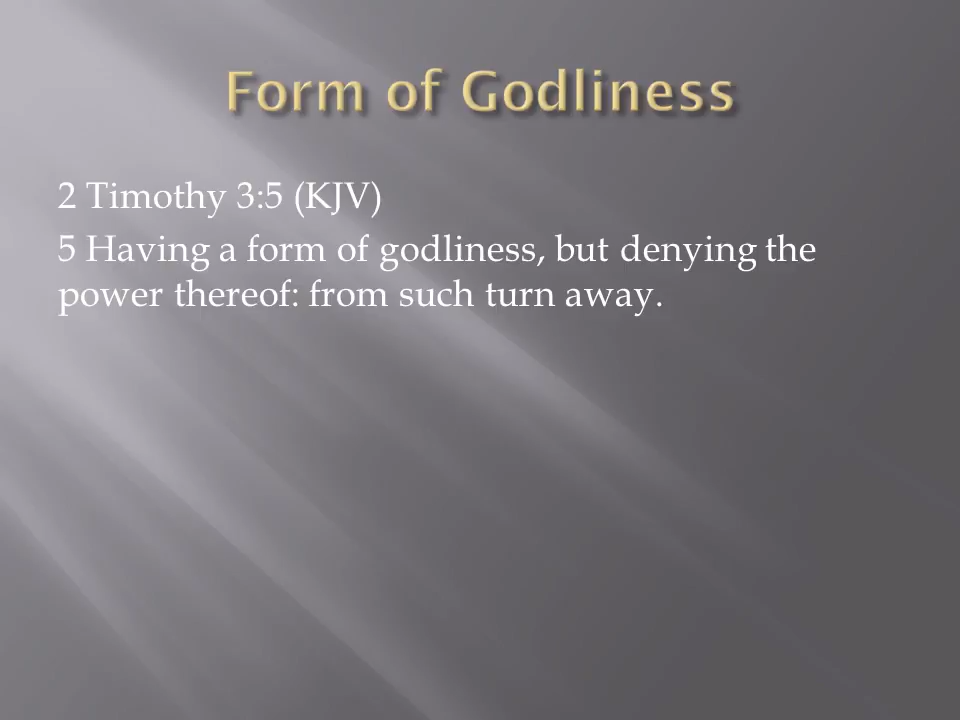 Form of Godliness
2 Timothy 3:5 (KJV)
5 Having a form of godliness, but denying the
power thereof: from such turn away.